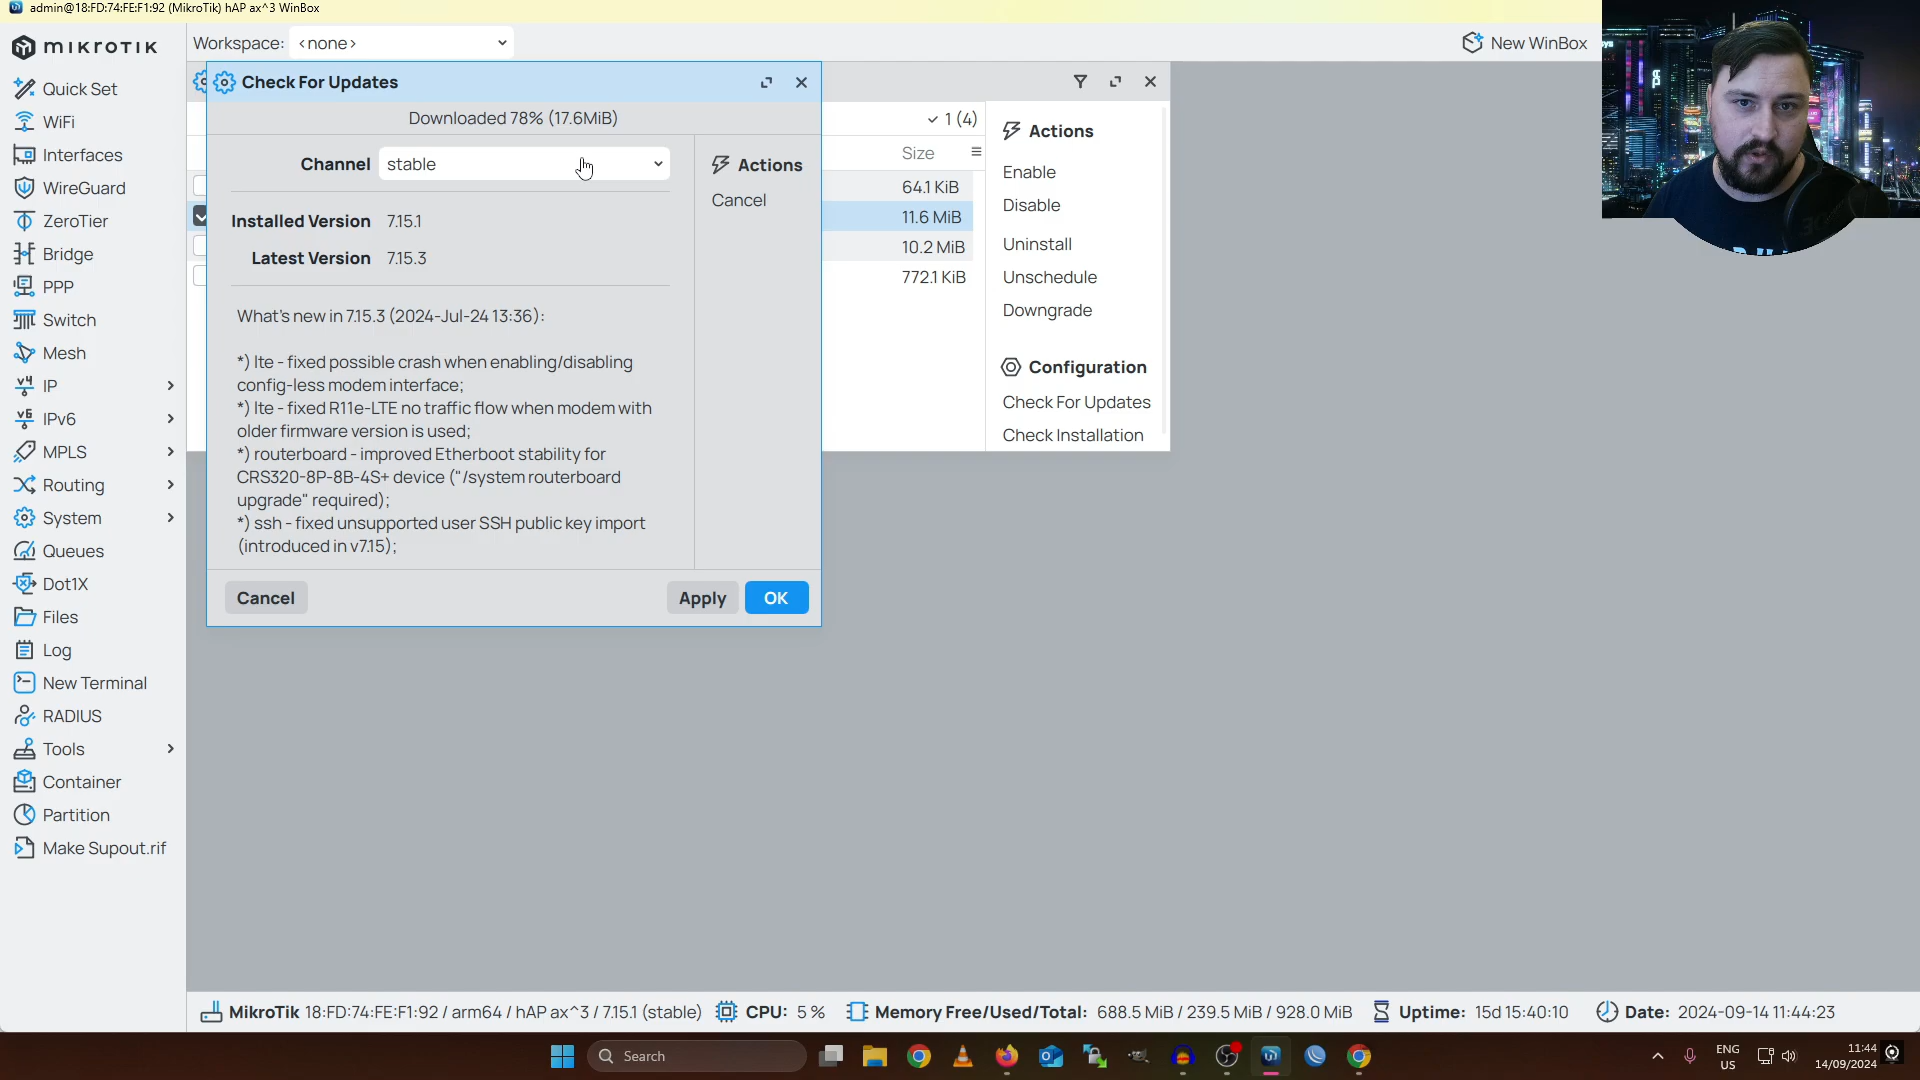 admin@18:FD:74:FE:F1:92 (MikroTik) hAP ax^3 WinBox
MIKROTIK
Workspace: <none>
New WinBox
Quick Set
WiFi
Interfaces
WireGuard
ZeroTier
Bridge
PPP
Switch
Mesh
IP
IPv6
MPLS
Routing
System
Queues
Dot1X
Files
Log
New Terminal
RADIUS
Tools
Container
Partition
Make Supout.rif
Check For Updates
Downloaded 78% (17.6MiB)
Channel stable
Installed Version 7.15.1
Latest Version 7.15.3
What's new in 7.15.3 (2024-Jul-24 13:36):
*) lte - fixed possible crash when enabling/disabling
config-less modem interface;
*) lte - fixed R11e-LTE no traffic flow when modem with
older firmware version is used;
*) routerboard - improved Etherboot stability for
CRS320-8P-8B-4S+ device ("/system routerboard
upgrade" required);
*) ssh - fixed unsupported user SSH public key import
(introduced in v7.15);
Actions
Cancel
Cancel
Apply
OK
1 (4)
Size
64.1 KiB
11.6 MiB
10.2 MiB
772.1 KiB
Actions
Enable
Disable
Uninstall
Unschedule
Downgrade
Configuration
Check For Updates
Check Installation
MikroTik 18:FD:74:FE:F1:92 / arm64 / hAP ax^3 / 7.15.1 (stable) CPU: 5 % Memory Free/Used/Total: 688.5 MiB / 239.5 MiB / 928.0 MiB Uptime: 15d 15:40:10 Date: 2024-09-14 11:44:23
Search
ENG
US
11:44
14/09/2024